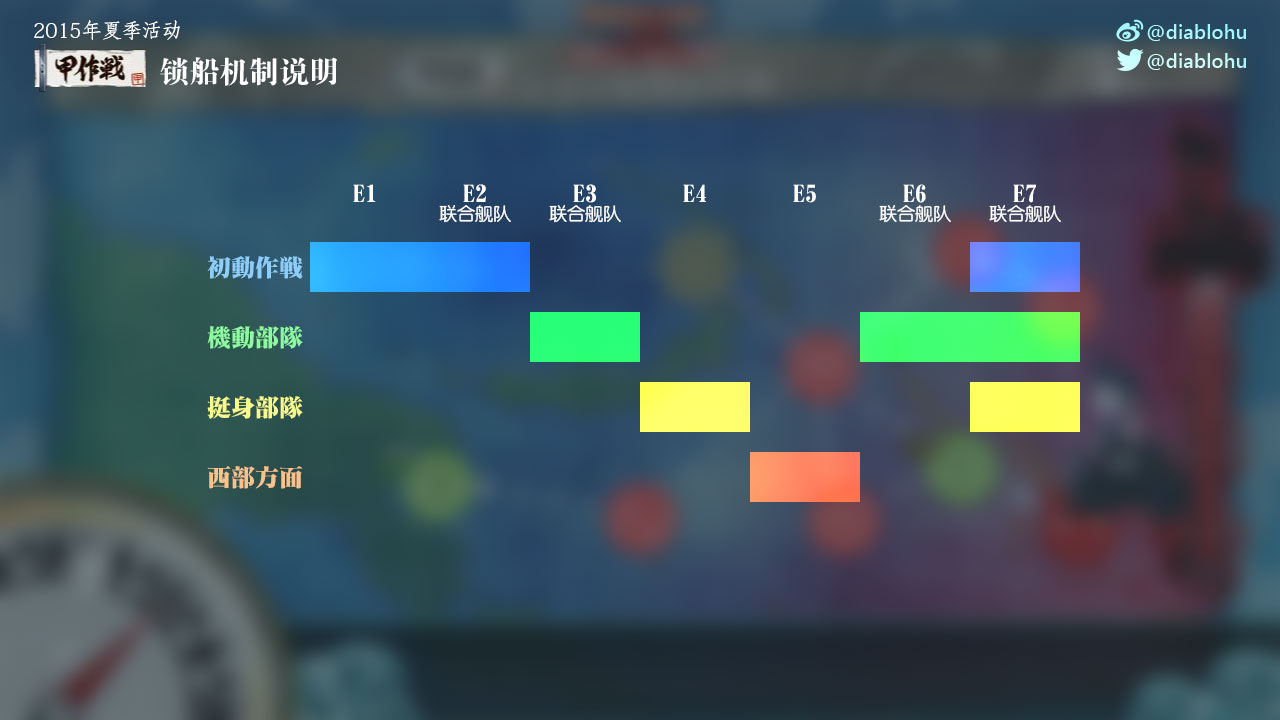 2015年夏季活动
甲作戦 甲 锁船机制说明
@diablohu
@diablohu
E1 E2 E3 E4 E5 E6 E7
联合舰队 联合舰队 联合舰队 联合舰队
初動作戦
機動部隊
挺身部隊
西部方面